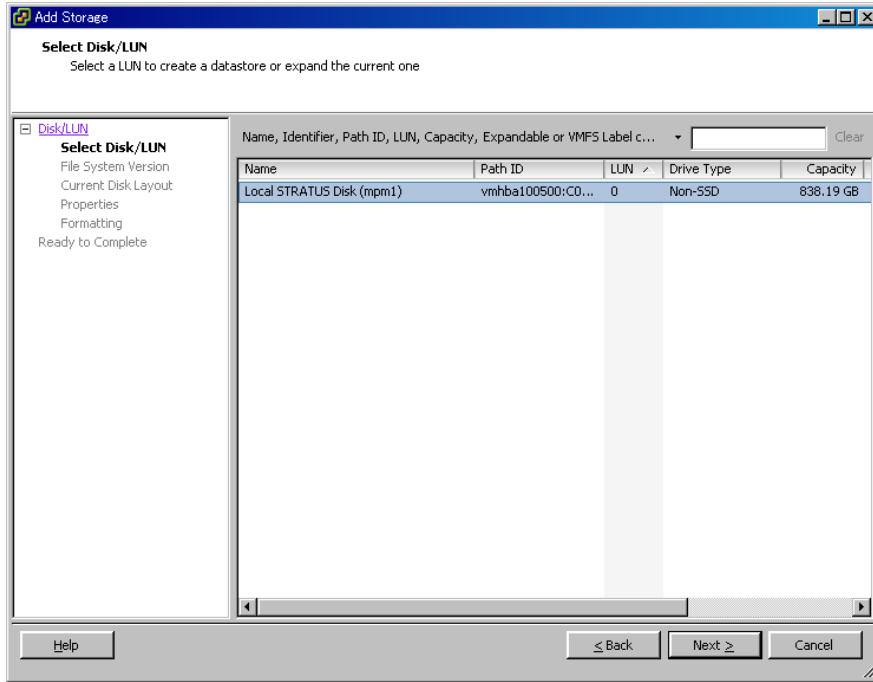 Add Storage
Select Disk/LUN
Select a LUN to create a datastore or expand the current one
Disk/LUN
Select Disk/LUN
File System Version
Current Disk Layout
Properties
Formatting
Ready to Complete
Name, Identifier, Path ID, LUN, Capacity, Expandable or VMFS Label c... Clear
Name Path ID LUN Drive Type Capacity
Local STRATUS Disk (mpm1) vmhba100500:C0... 0 Non-SSD 838.19 GB
Help ≤ Back Next ≥ Cancel